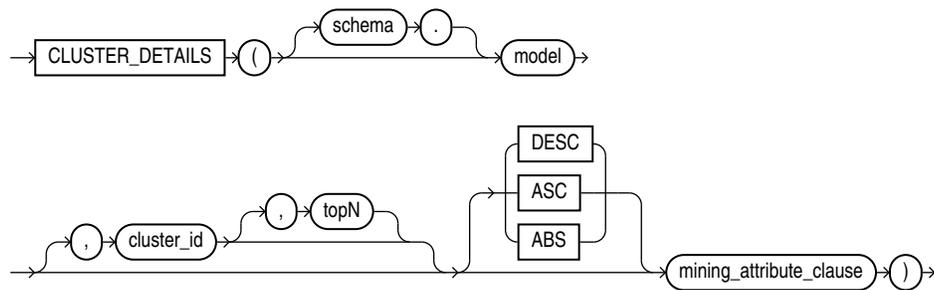 schema .
CLUSTER_DETAILS ( model
DESC
ASC
, topN
, cluster_id ABS
mining_attribute_clause )